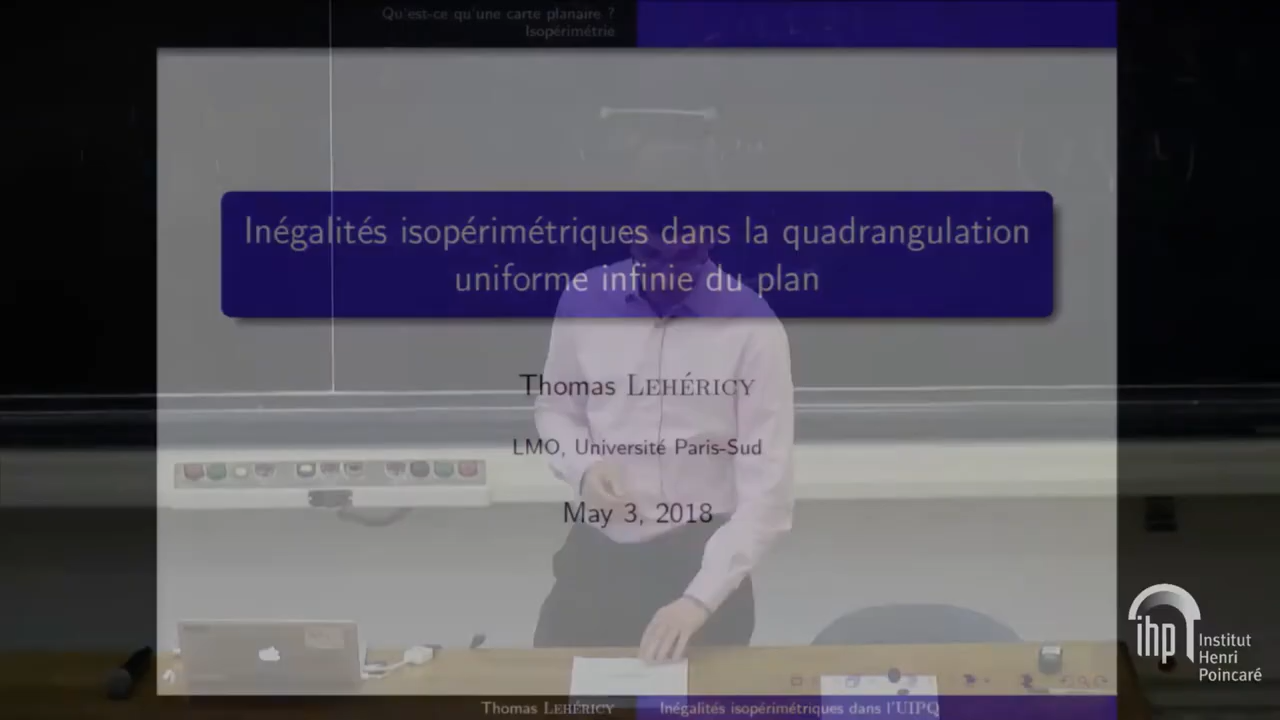 Qu'est-ce qu'une carte planaire ?
Isopérimétrie
Inégalités isopérimétriques dans la quadrangulation
uniforme infinie du plan
Thomas LEHÉRICY
LMO, Université Paris-Sud
May 3, 2018
ihp
Institut
Henri
Poincaré
Thomas LEHÉRICY
Inégalités isopérimétriques dans l'UIPQ